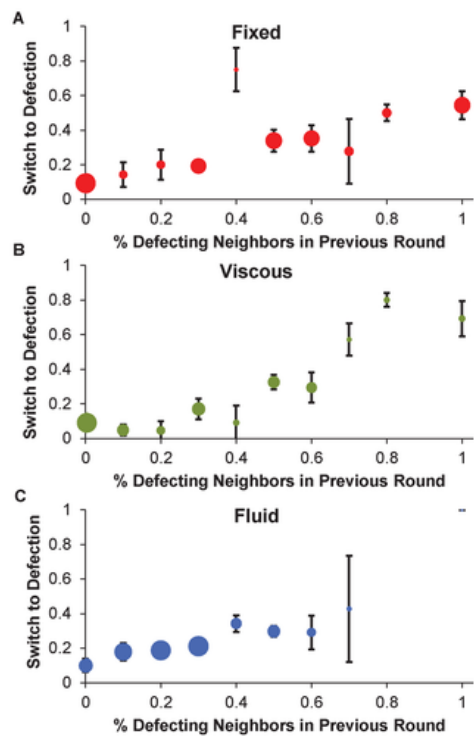 A
Fixed
Switch to Defection
1
0.8
0.6
0.4
0.2
0
0 0.2 0.4 0.6 0.8 1
% Defecting Neighbors in Previous Round
B
Viscous
Switch to Defection
1
0.8
0.6
0.4
0.2
0
0 0.2 0.4 0.6 0.8 1
% Defecting Neighbors in Previous Round
C
Fluid
Switch to Defection
1
0.8
0.6
0.4
0.2
0
0 0.2 0.4 0.6 0.8 1
% Defecting Neighbors in Previous Round